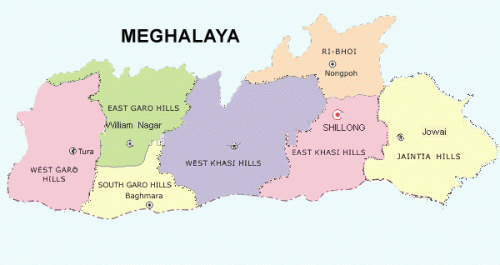 MEGHALAYA
RI-BHOI
Nongpoh
EAST GARO HILLS
William Nagar
SHILLONG
Jowai
Tura
WEST GARO
HILLS
WEST KHASI HILLS
EAST KHASI HILLS
JAINTIA HILLS
SOUTH GARO HILLS
Baghmara